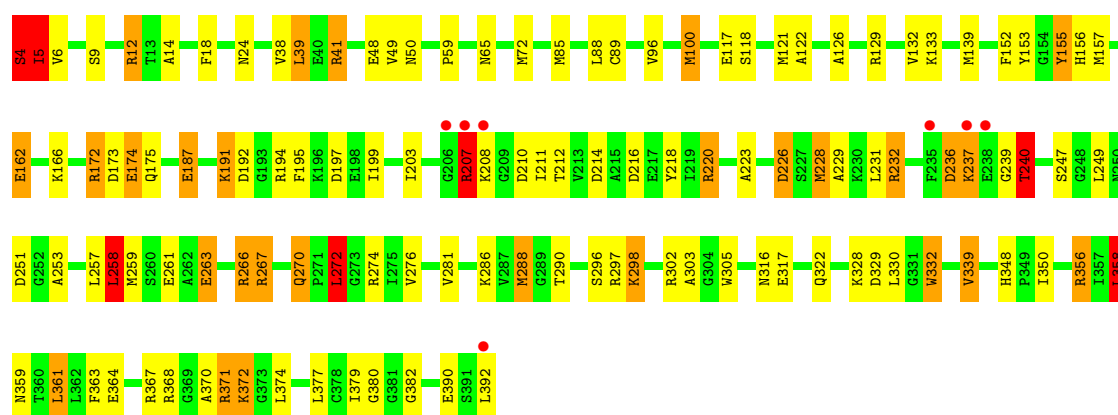 S4 I5 V6 S9 R12 T13 A14 F18 N24 V38 L39 E40 R41 E48 V49 N50 P59 N65 M72 M85 L88 C89 V96 M100 E117 S118 M121 A122 A126 R129 V132 K133 M139 F152 Y153 G154 Y155 H156 M157
E162 K166 R172 D173 E174 Q175 E187 K191 D192 G193 R194 F195 K196 D197 E198 I199 I203 G206 R207 K208 G209 D210 I211 T212 V213 D214 A215 D216 E217 Y218 I219 R220 A223 D226 S227 M228 A229 K230 L231 R232 F235 D236 K237 E238 G239 T240 S247 G248 L249 N250
D251 G252 A253 L257 L258 M259 S260 E261 A262 E263 R266 R267 Q270 P271 L272 G273 R274 I275 V276 V281 K286 V287 M288 G289 T290 S296 R297 K298 R302 A303 G304 W305 N316 E317 Q322 K328 D329 L330 G331 W332 V339 H348 P349 I350 R356 I357 L358
N359 T360 L361 L362 F363 E364 R367 R368 G369 A370 R371 K372 G373 L374 L377 C378 I379 G380 G381 G382 E390 S391 L392